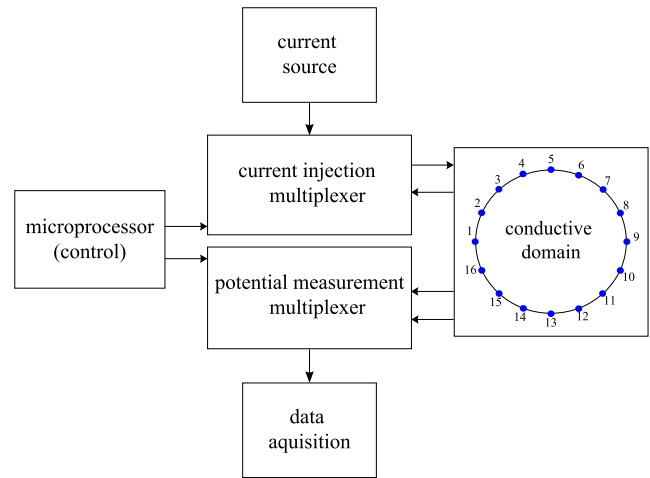 current
source
current injection
multiplexer
microprocessor
(control)
potential measurement
multiplexer
data
aquisition
conductive
domain
1
2
3
4
5
6
7
8
9
10
11
12
13
14
15
16